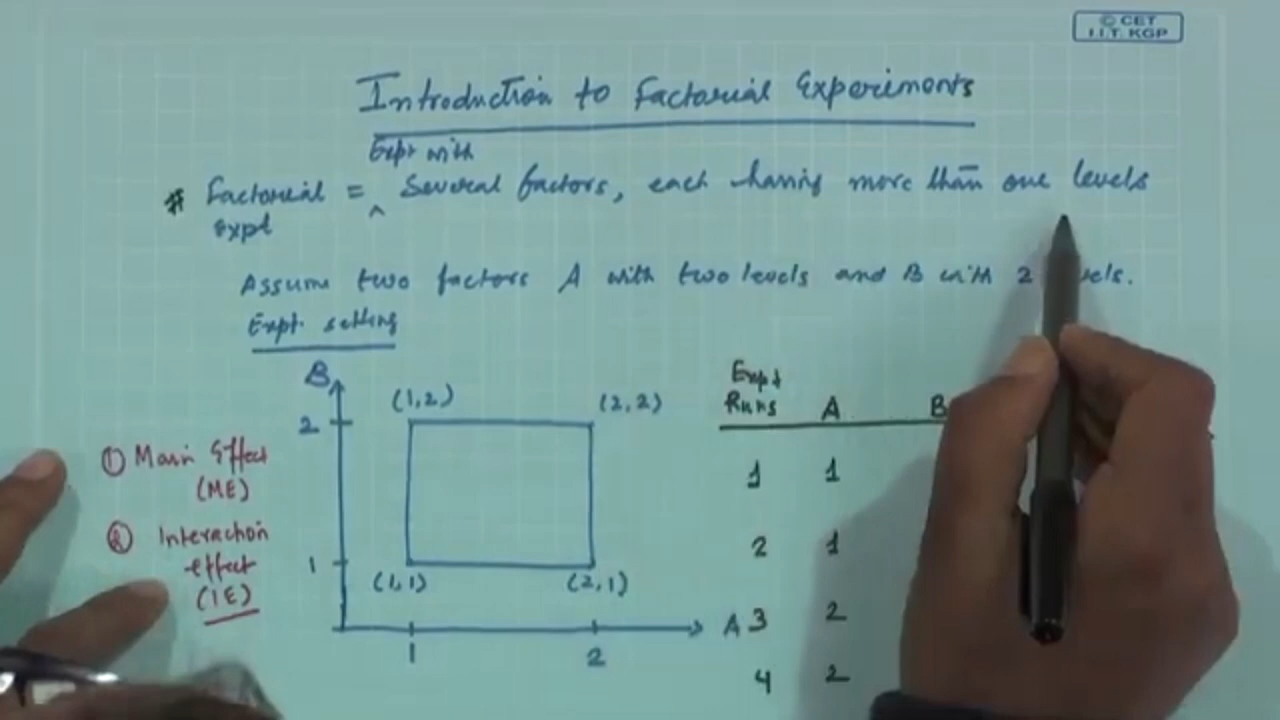 © CET
I.I.T. KGP
Introduction to Factorial Experiments
Expt with
* Factorial = ^ Several factors, each having more than one levels
expt
Assume two factors A with two levels and B with 2
Expt. setting
B
(1,2) (2,2)
2
1
(1,1) (2,1)
A
1 2
① Main Effect
(ME)
② Interaction
effect
(IE)
Expt
Runs A B
1 1
2 1
3 2
4 2